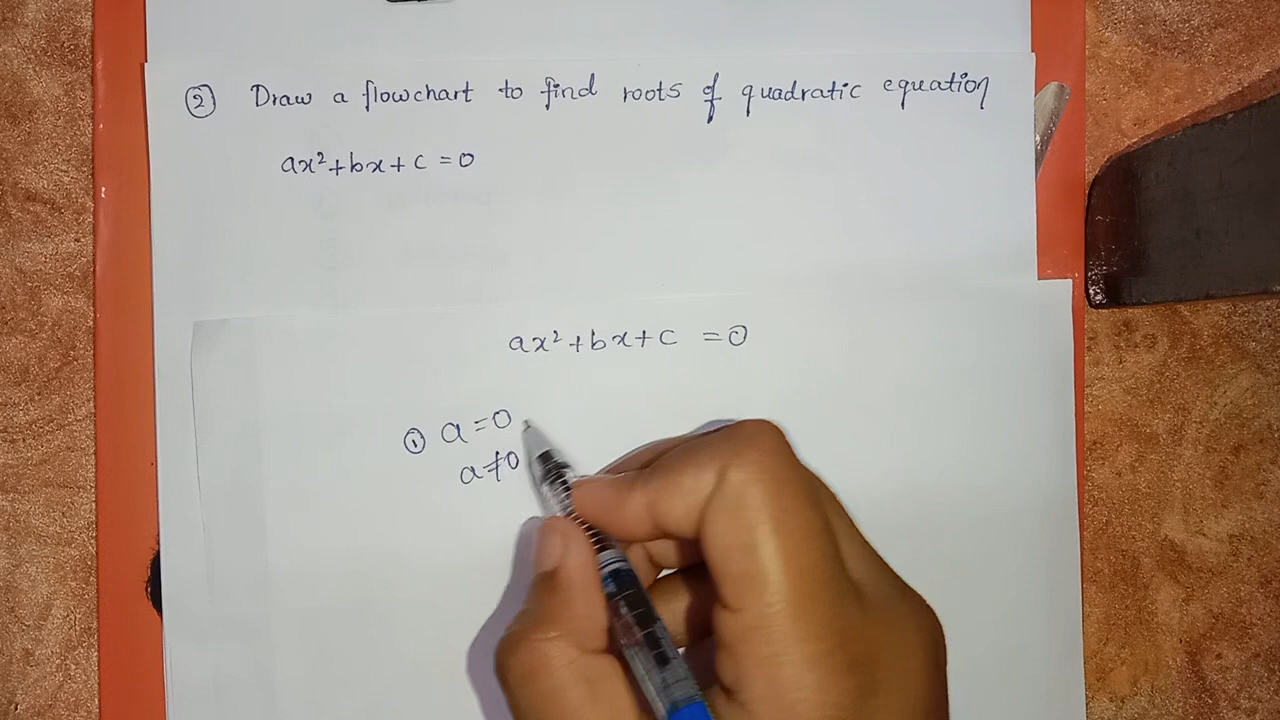 ② Draw a flowchart to find roots of quadratic equation
ax²+bx+c=0
ax²+bx+c =0
① a=0
a≠0